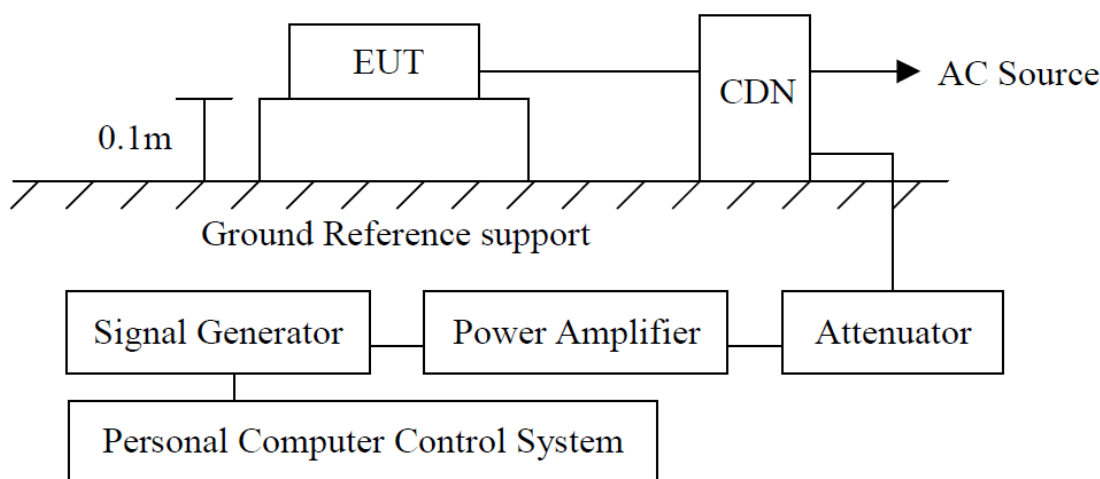 EUT
CDN
AC Source
0.1m
Ground Reference support
Signal Generator
Power Amplifier
Attenuator
Personal Computer Control System